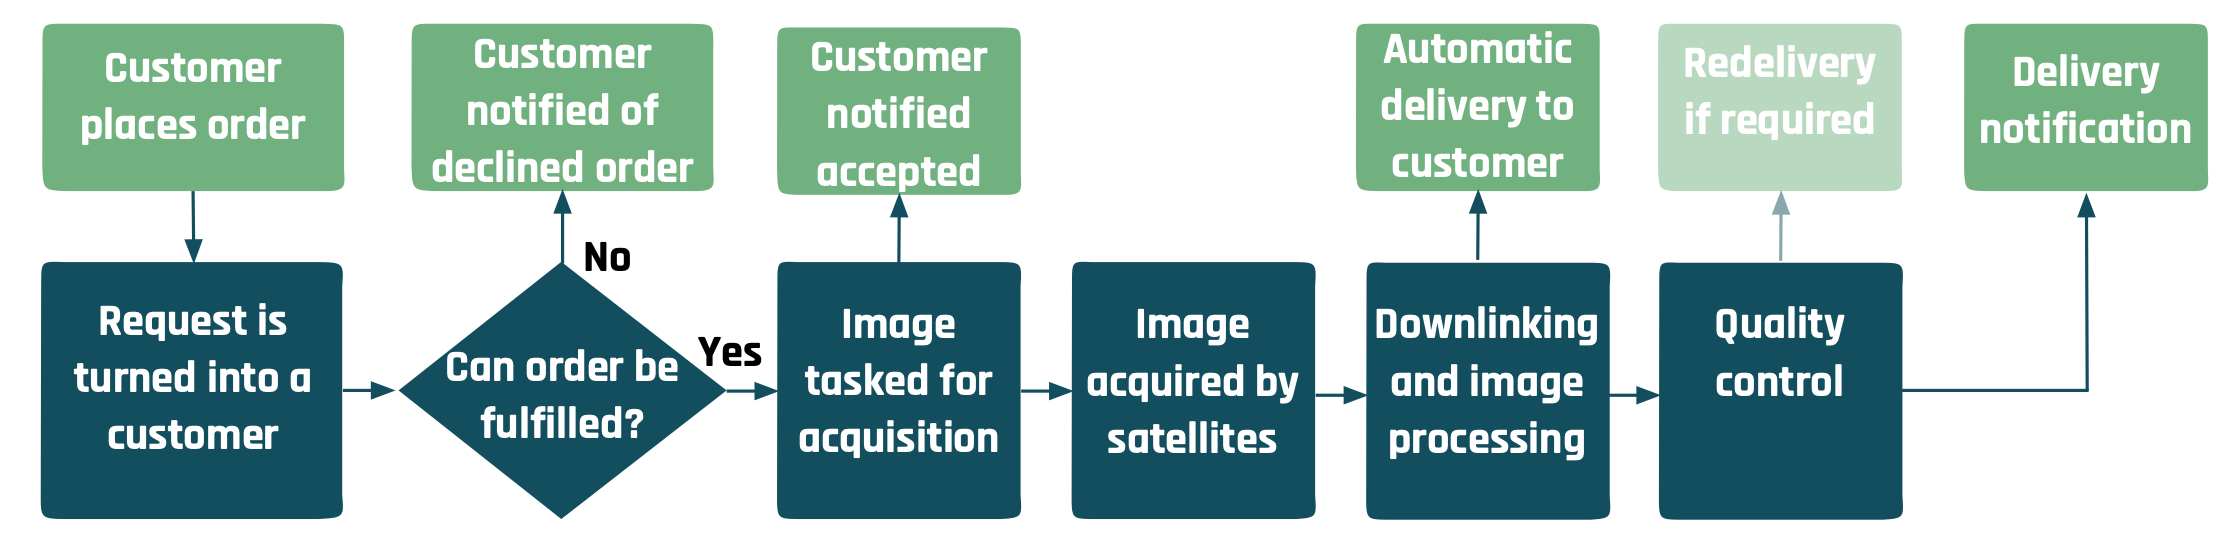 Customer
places order
Customer
notified of
declined order
Customer
notified
accepted
Automatic
delivery to
customer
Redelivery
if required
Delivery
notification
No
Yes
Request is
turned into a
customer
Can order be
fulfilled?
Image
tasked for
acquisition
Image
acquired by
satellites
Downlinking
and image
processing
Quality
control